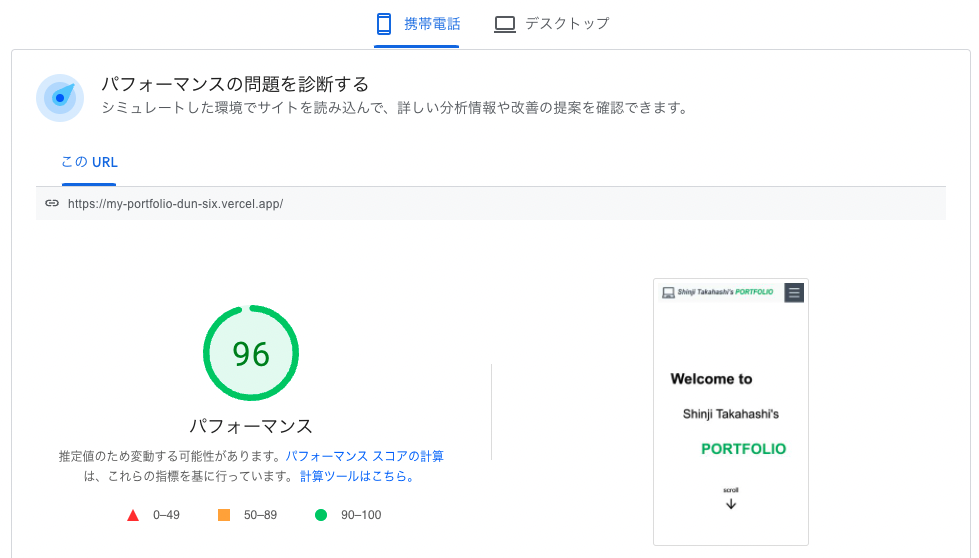 携帯電話
デスクトップ
パフォーマンスの問題を診断する
シミュレートした環境でサイトを読み込んで、詳しい分析情報や改善の提案を確認できます。
この URL
https://my-portfolio-dun-six.vercel.app/
96
パフォーマンス
推定値のため変動する可能性があります。パフォーマンス スコアの計算
は、これらの指標を基に行っています。計算ツールはこちら。
0–49
50–89
90–100
Shinji Takahashi's PORTFOLIO
Welcome to
Shinji Takahashi's
PORTFOLIO
scroll